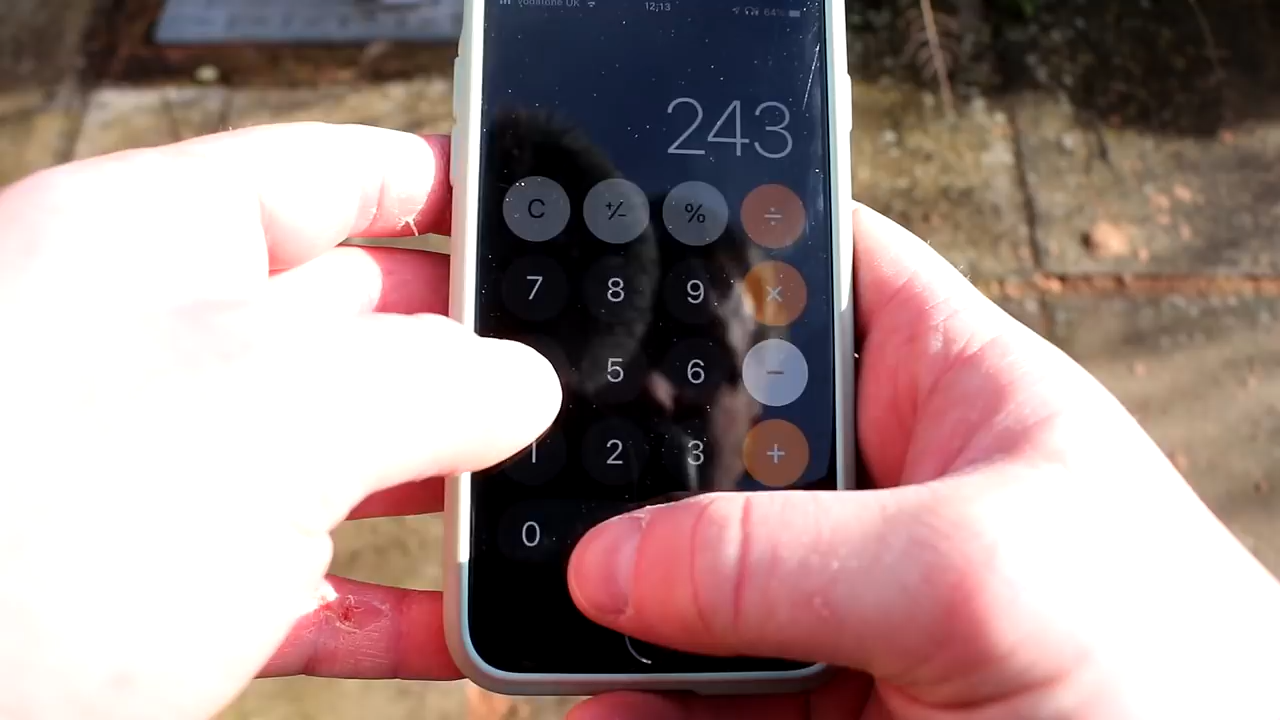 vodafone UK 12:13 64%
243
C +/- % ÷
7 8 9 ×
5 6 −
1 2 3 +
0